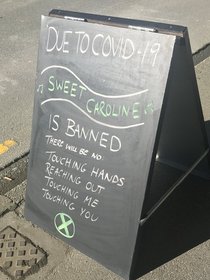 DUE TO COVID-19
SWEET
CAROLINE
IS BANNED
THERE WILL BE NO
TOUCHING HANDS
REACHING OUT
TOUCHING ME
TOUCHING YOU